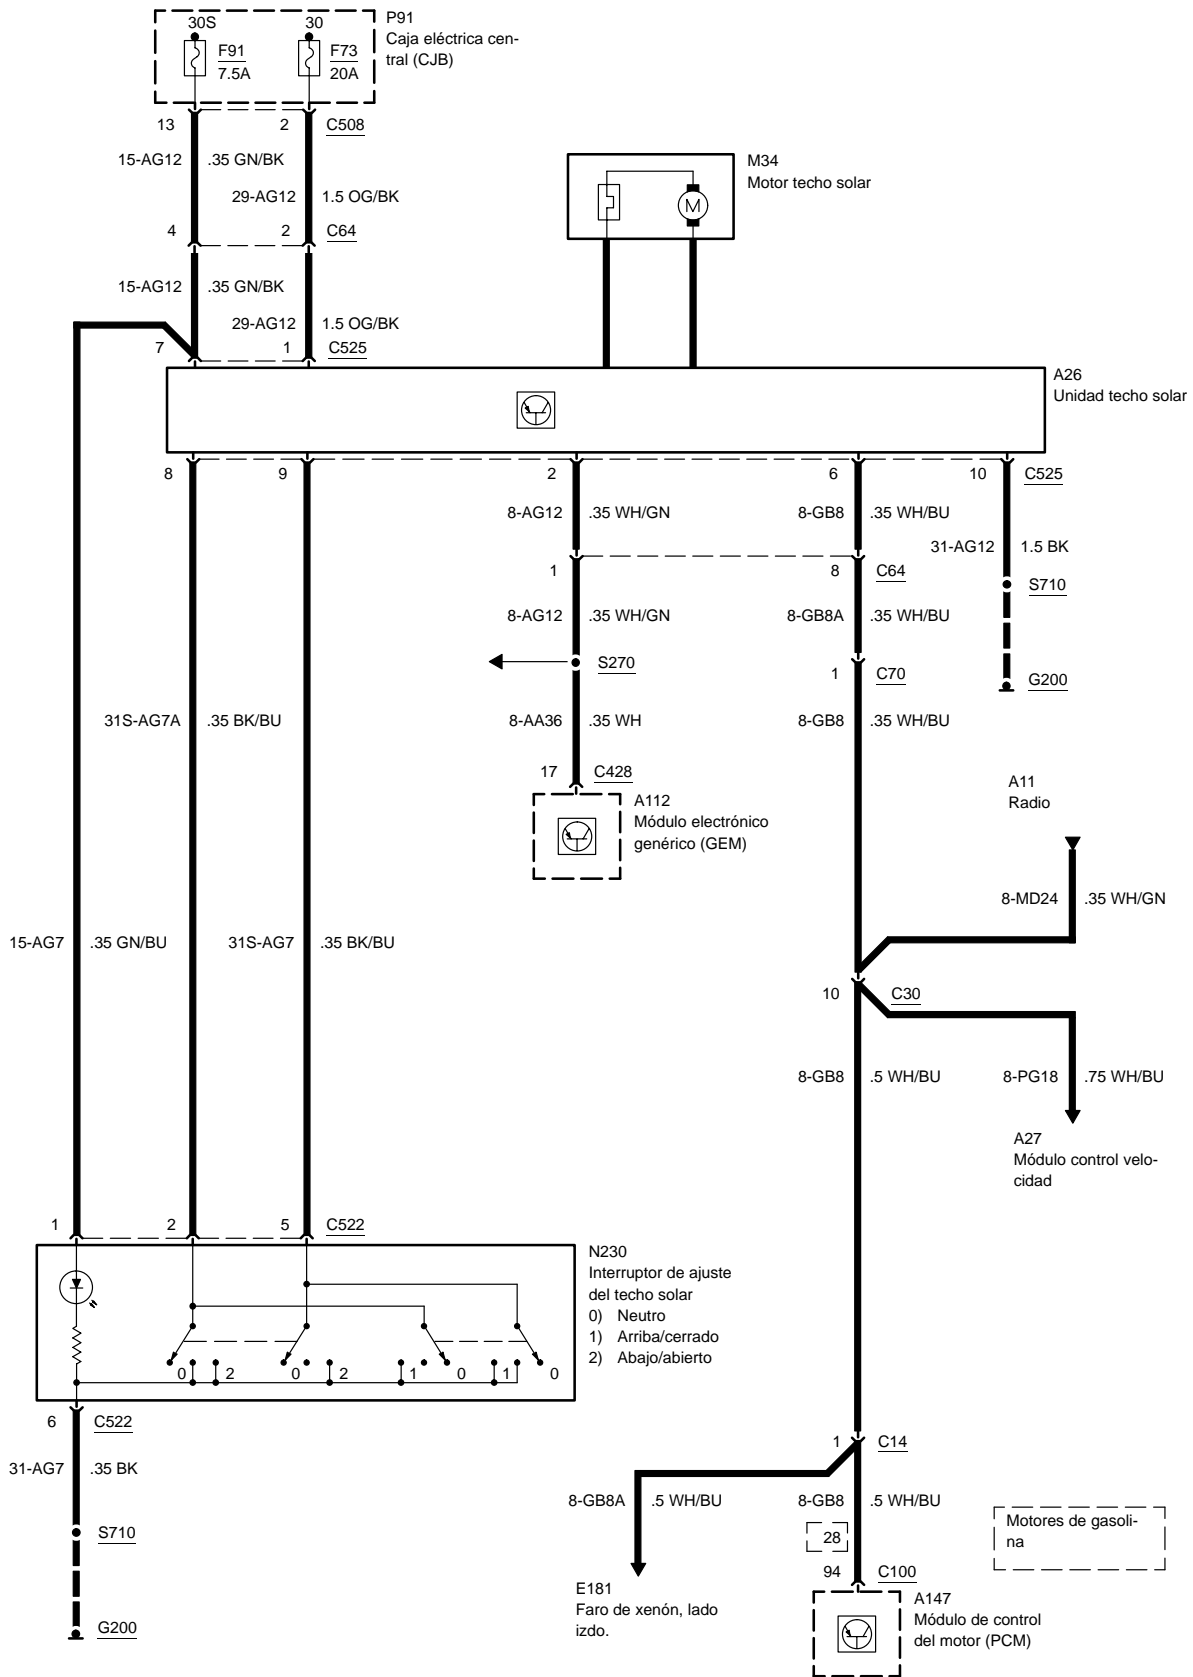 P91
Caja eléctrica cen-
tral (CJB)
30S
30
F91
7.5A
F73
20A
13
2
C508
15-AG12
.35 GN/BK
29-AG12
1.5 OG/BK
4
2
C64
15-AG12
.35 GN/BK
29-AG12
1.5 OG/BK
7
1
C525
M34
Motor techo solar
M
A26
Unidad techo solar
8
9
2
6
10
C525
8-AG12
.35 WH/GN
8-GB8
.35 WH/BU
31-AG12
1.5 BK
1
8
C64
S710
8-AG12
.35 WH/GN
8-GB8A
.35 WH/BU
S270
1
C70
G200
31S-AG7A
.35 BK/BU
8-AA36
.35 WH
8-GB8
.35 WH/BU
17
C428
A112
Módulo electrónico
genérico (GEM)
A11
Radio
8-MD24
.35 WH/GN
15-AG7
.35 GN/BU
31S-AG7
.35 BK/BU
10
C30
8-GB8
.5 WH/BU
8-PG18
.75 WH/BU
A27
Módulo control velo-
cidad
1
2
5
C522
N230
Interruptor de ajuste
del techo solar
0) Neutro
1) Arriba/cerrado
2) Abajo/abierto
0
2
0
2
1
0
1
0
6
C522
31-AG7
.35 BK
S710
G200
1
C14
8-GB8A
.5 WH/BU
8-GB8
.5 WH/BU
28
94
C100
E181
Faro de xenón, lado
izdo.
A147
Módulo de control
del motor (PCM)
Motores de gasoli-
na